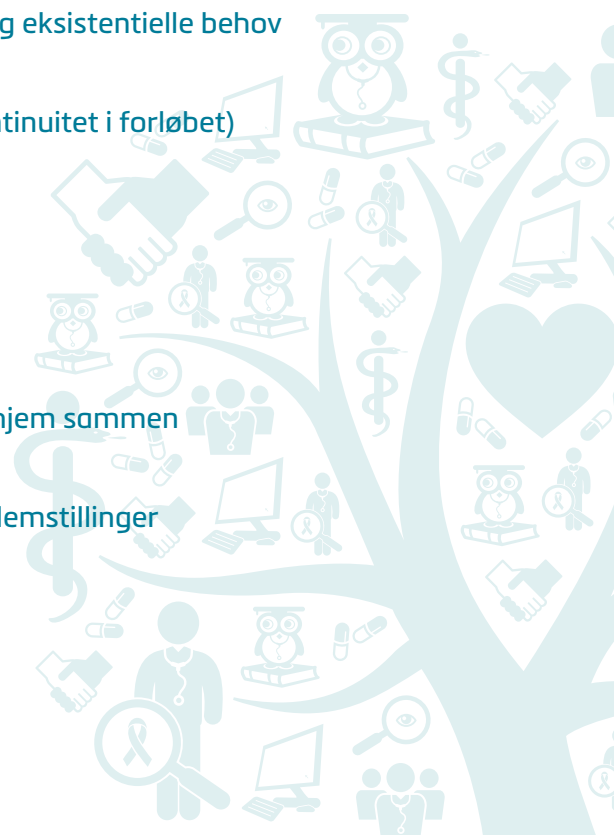 g eksistentielle behov
ntinuitet i forløbet)
hjem sammen
lemstillinger